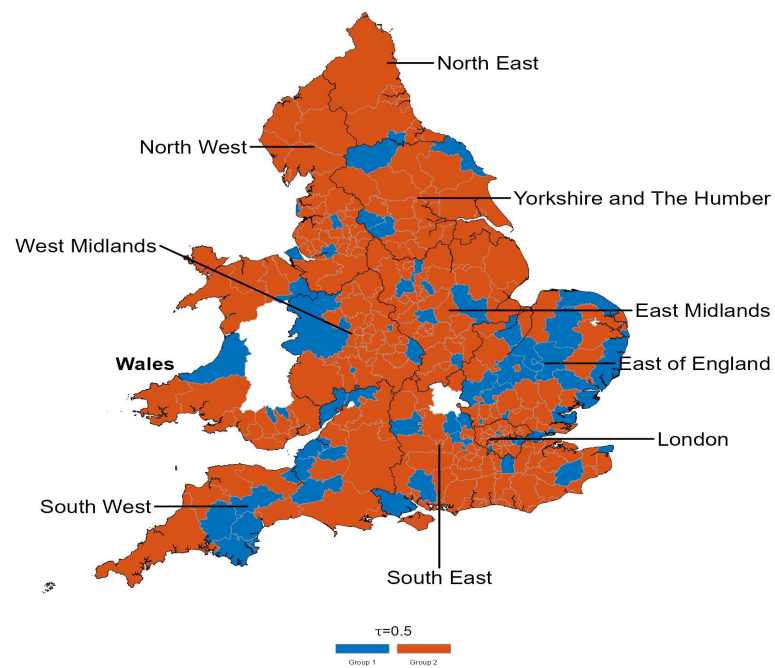 North East
North West
Yorkshire and The Humber
West Midlands
East Midlands
Wales
East of England
London
South West
South East
τ=0.5
Group 1
Group 2